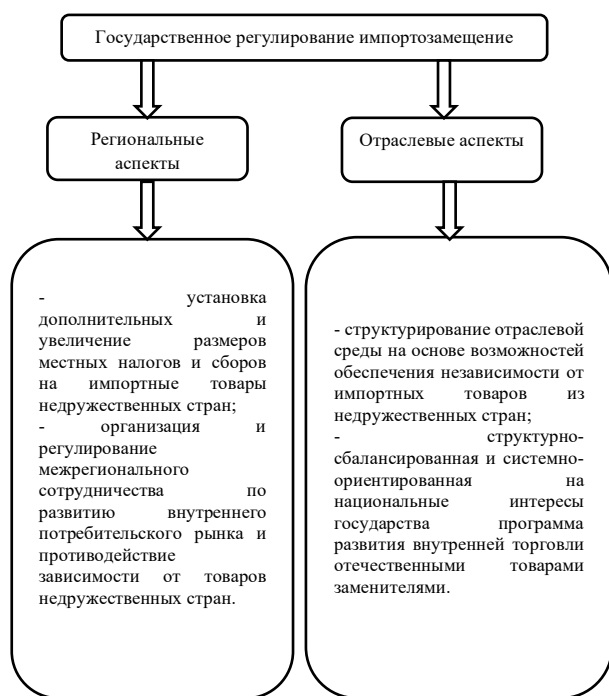 Государственное регулирование импортозамещение
Региональные
аспекты
Отраслевые аспекты
- установка
дополнительных и
увеличение размеров
местных налогов и сборов
на импортные товары
недружественных стран;
- организация и
регулирование
межрегионального
сотрудничества по
развитию внутреннего
потребительского рынка и
противодействие
зависимости от товаров
недружественных стран.
- структурирование отраслевой
среды на основе возможностей
обеспечения независимости от
импортных товаров из
недружественных стран;
- структурно-
сбалансированная и системно-
ориентированная на
национальные интересы
государства программа
развития внутренней торговли
отечественными товарами
заменителями.